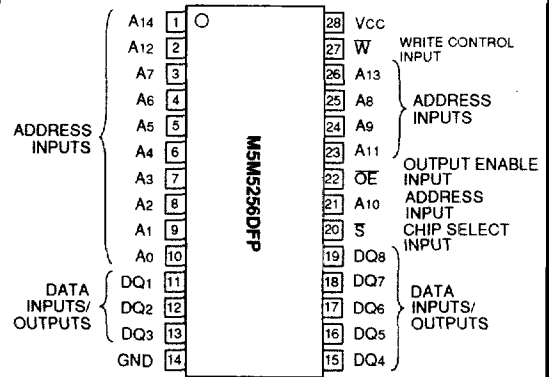 A14 1
A12 2
A7 3
A6 4
A5 5
A4 6
A3 7
A2 8
A1 9
A0 10
DQ1 11
DQ2 12
DQ3 13
GND 14
ADDRESS
INPUTS
DATA
INPUTS/
OUTPUTS
M5M5256DFP
28 VCC
27 W̅ WRITE CONTROL
INPUT
26 A13
25 A8
24 A9
23 A11
ADDRESS
INPUTS
22 O̅E̅ OUTPUT ENABLE
INPUT
21 A10 ADDRESS
INPUT
20 S̅ CHIP SELECT
INPUT
19 DQ8
18 DQ7
17 DQ6
16 DQ5
15 DQ4
DATA
INPUTS/
OUTPUTS